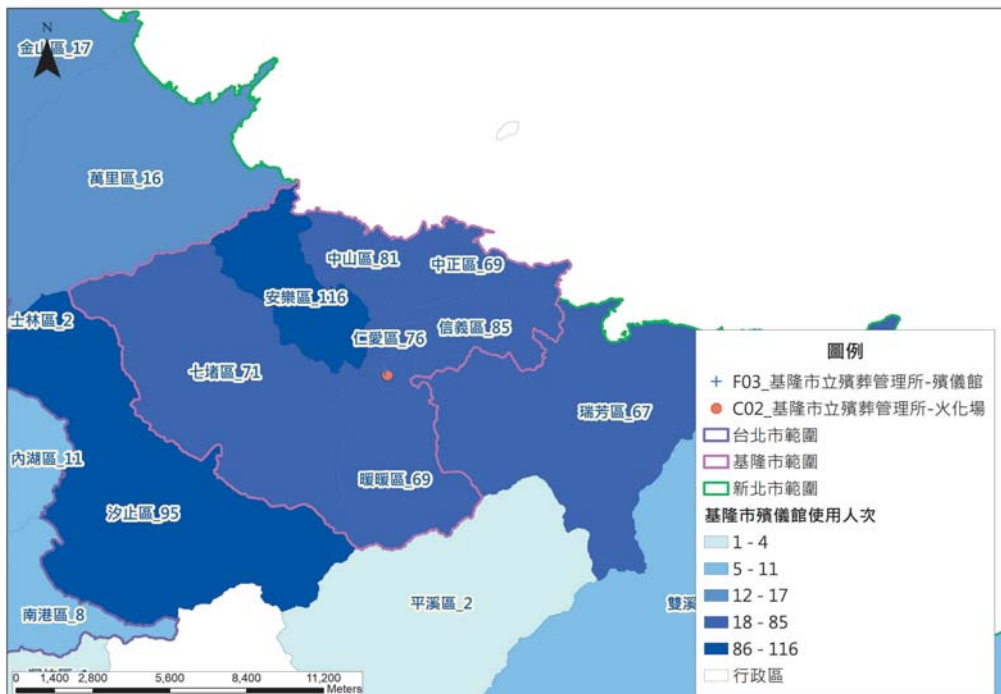 N
金山區_17
萬里區_16
中山區_81
中正區_69
安樂區_116
士林區_2
仁愛區_76
信義區_85
七堵區_71
瑞芳區_67
內湖區_11
暖暖區_69
汐止區_95
平溪區_2
雙溪
南港區_8
圖例
F03_基隆市立殯葬管理所-殯儀館
C02_基隆市立殯葬管理所-火化場
台北市範圍
基隆市範圍
新北市範圍
基隆市殯儀館使用人次
1 - 4
5 - 11
12 - 17
18 - 85
86 - 116
行政區
0 1,400 2,800 5,600 8,400 11,200
Meters